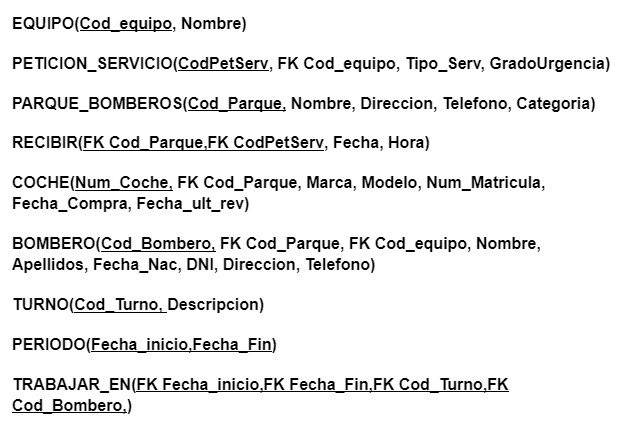 EQUIPO(Cod_equipo, Nombre)
PETICION_SERVICIO(CodPetServ, FK Cod_equipo, Tipo_Serv, GradoUrgencia)
PARQUE_BOMBEROS(Cod_Parque, Nombre, Direccion, Telefono, Categoria)
RECIBIR(FK Cod_Parque,FK CodPetServ, Fecha, Hora)
COCHE(Num_Coche, FK Cod_Parque, Marca, Modelo, Num_Matricula,
Fecha_Compra, Fecha_ult_rev)
BOMBERO(Cod_Bombero, FK Cod_Parque, FK Cod_equipo, Nombre,
Apellidos, Fecha_Nac, DNI, Direccion, Telefono)
TURNO(Cod_Turno, Descripcion)
PERIODO(Fecha_inicio,Fecha_Fin)
TRABAJAR_EN(FK Fecha_inicio,FK Fecha_Fin,FK Cod_Turno,FK
Cod_Bombero,)